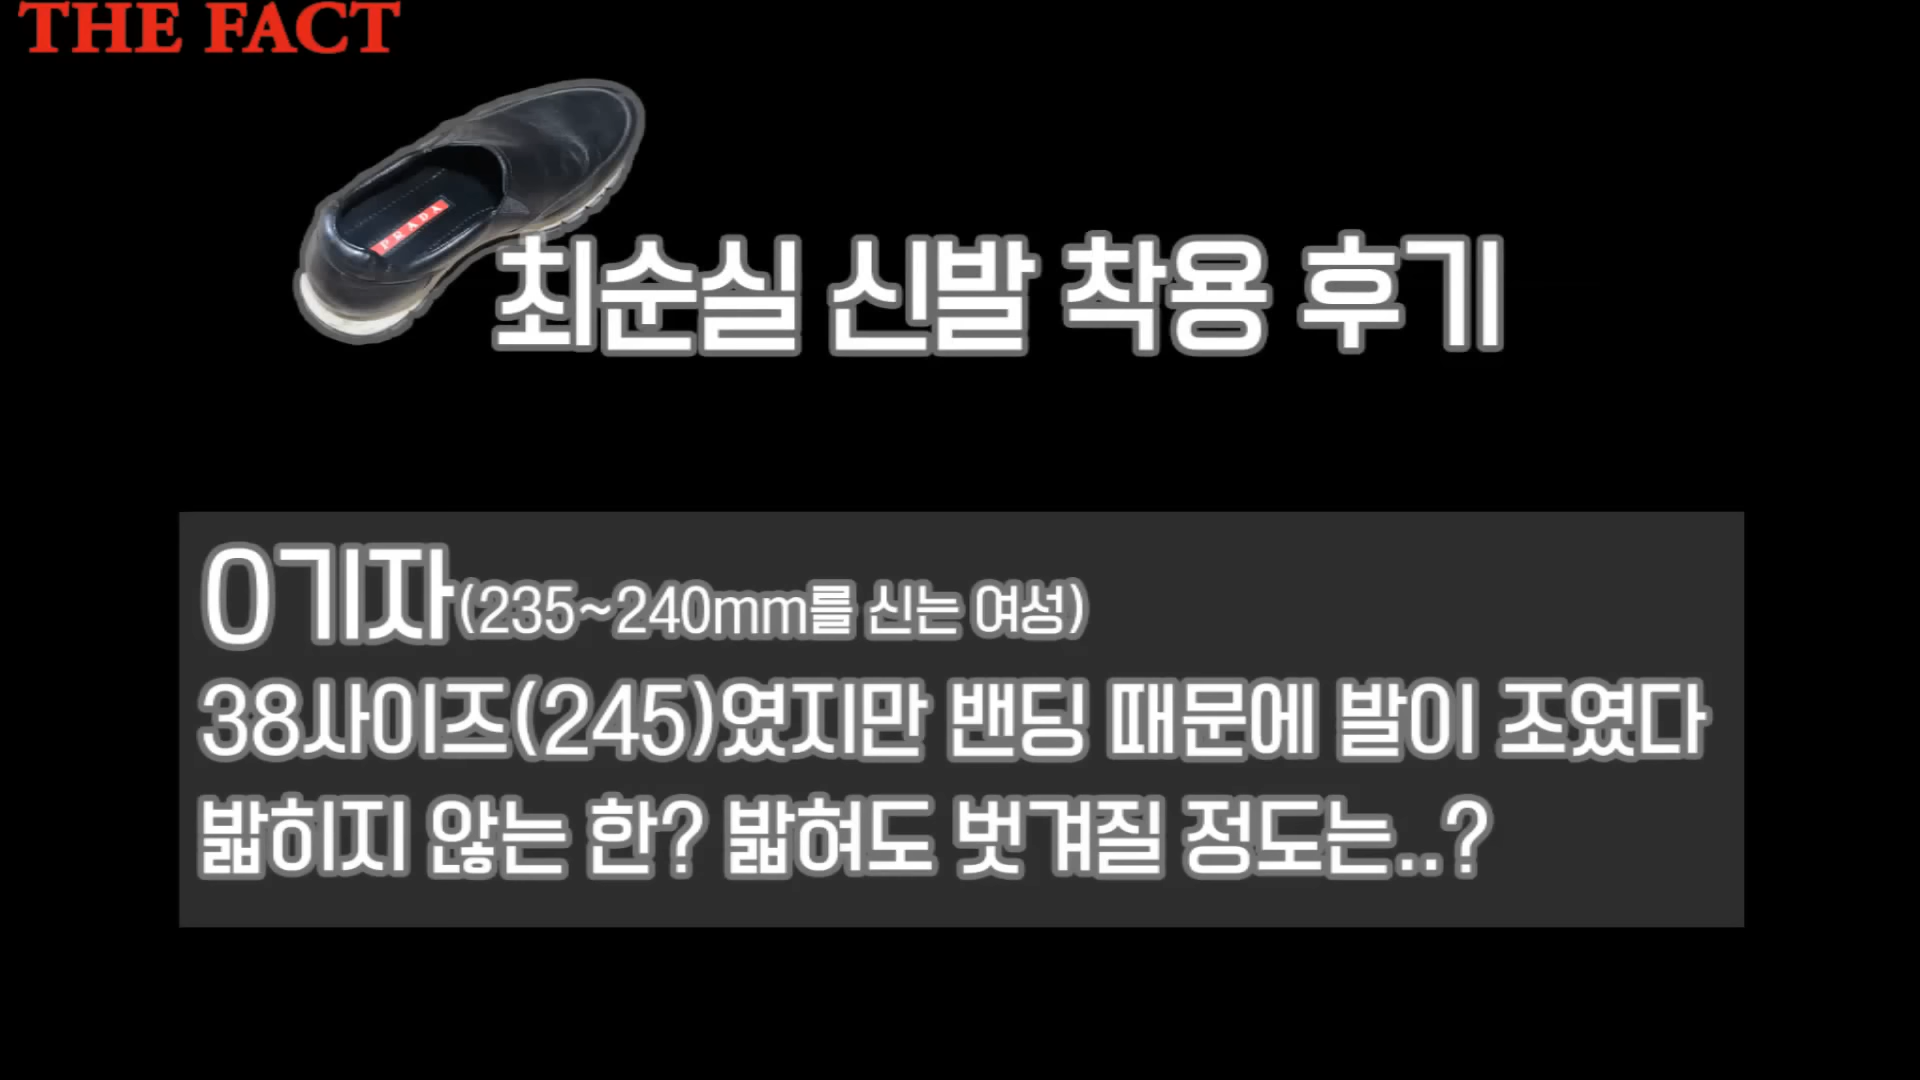 THE FACT
PRADA
최순실 신발 착용 후기
0기자(235~240mm를 신는 여성)
38사이즈(245)였지만 밴딩 때문에 발이 조였다
밟히지 않는 한? 밟혀도 벗겨질 정도는..?